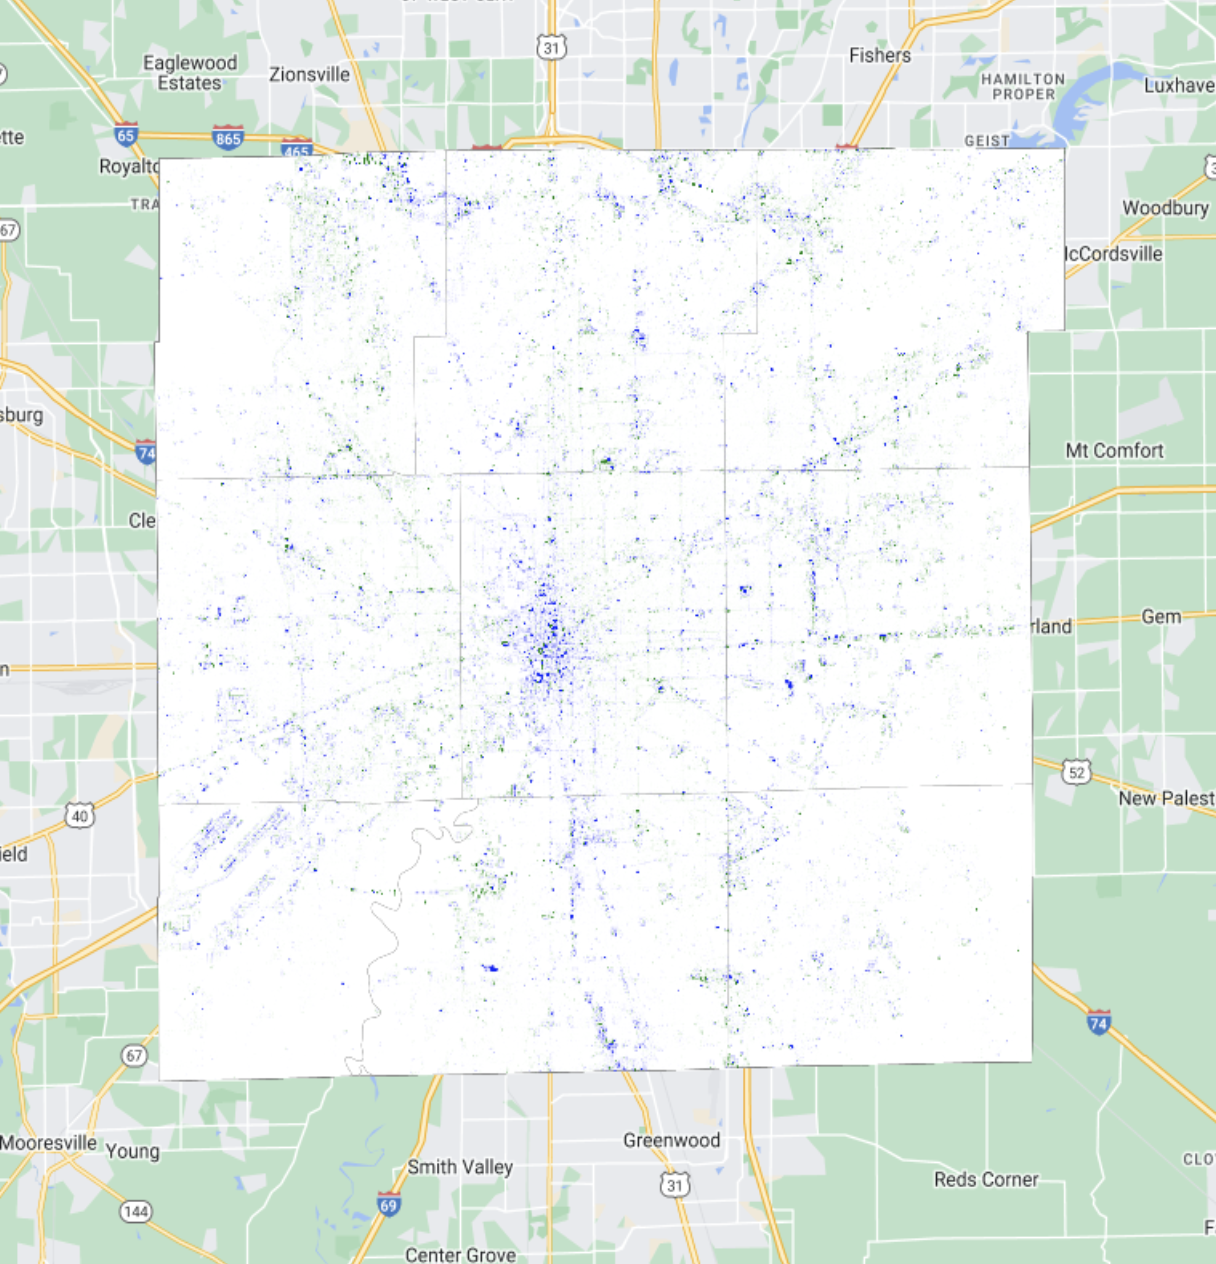 31
Fishers
Eaglewood
Estates
Zionsville
HAMILTON
PROPER
Luxhave
65
865
465
ette
GEIST
Royalto
TRA
Woodbury
67
McCordsville
sburg
74
Mt Comfort
Cle
rland
Gem
n
52
New Palest
40
ield
74
67
Mooresville
Young
Greenwood
Smith Valley
31
Reds Corner
CLO
144
69
Center Grove
F